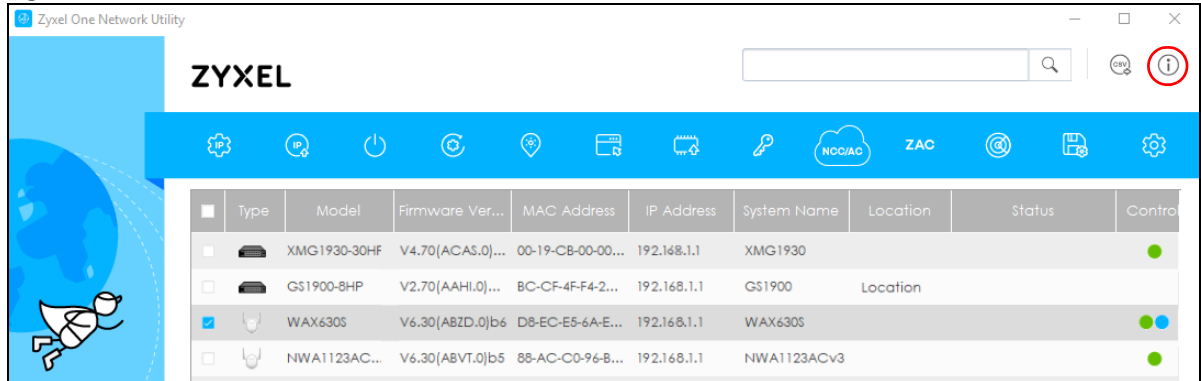 Zyxel One Network Utility
ZYXEL
CSV
IP IP NCC/AC ZAC
Type Model Firmware Ver... MAC Address IP Address System Name Location Status Control
XMG1930-30HP V4.70(ACAS.0)... 00-19-CB-00-00... 192.168.1.1 XMG1930
GS1900-8HP V2.70(AAHI.0)... BC-CF-4F-F4-2... 192.168.1.1 GS1900 Location
WAX630S V6.30(ABZD.0)b6 D8-EC-E5-6A-E... 192.168.1.1 WAX630S
NWA1123AC... V6.30(ABVT.0)b5 88-AC-C0-96-B... 192.168.1.1 NWA1123ACv3